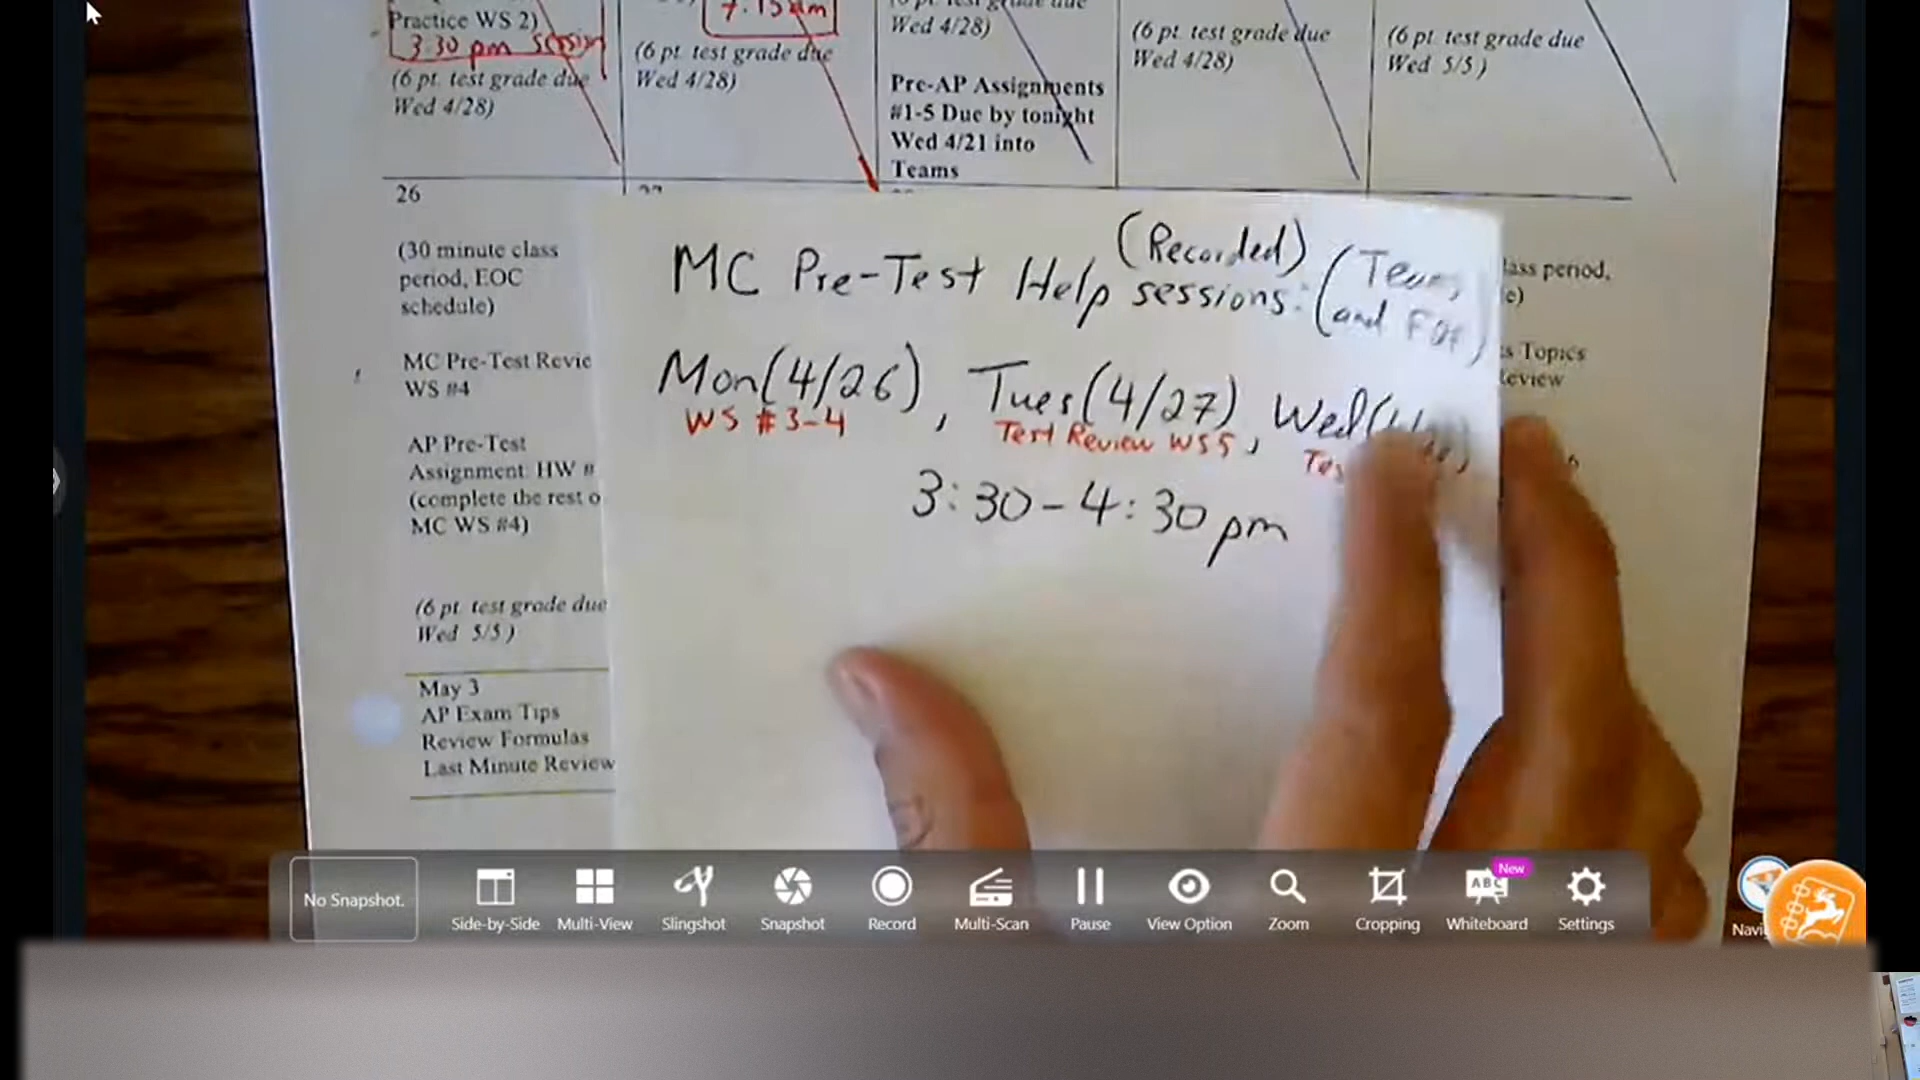 Practice WS 2)
3:30 pm session
(6 pt. test grade due
Wed 4/28)
7:15 am
(6 pt. test grade due
Wed 4/28)
Wed 4/28)
Pre-AP Assignments
#1-5 Due by tonight
Wed 4/21 into
Teams
(6 pt. test grade due
Wed 4/28)
(6 pt. test grade due
Wed 5/5)
26
(30 minute class
period, EOC
schedule)
MC Pre-Test Revie
WS #4
AP Pre-Test
Assignment: HW #
(complete the rest o
MC WS #4)
(6 pt. test grade due
Wed 5/5)
May 3
AP Exam Tips
Review Formulas
Last Minute Review
(Recorded)
MC Pre-Test Help sessions: (Teams
and F2F)
Mon(4/26), Tues(4/27), Wed(
WS #3-4 Test Review WS5
3:30-4:30 pm
period,
Topics
No Snapshot.
Side-by-Side
Multi-View
Slingshot
Snapshot
Record
Multi-Scan
Pause
View Option
Zoom
Cropping
New
ABC
Whiteboard
Settings